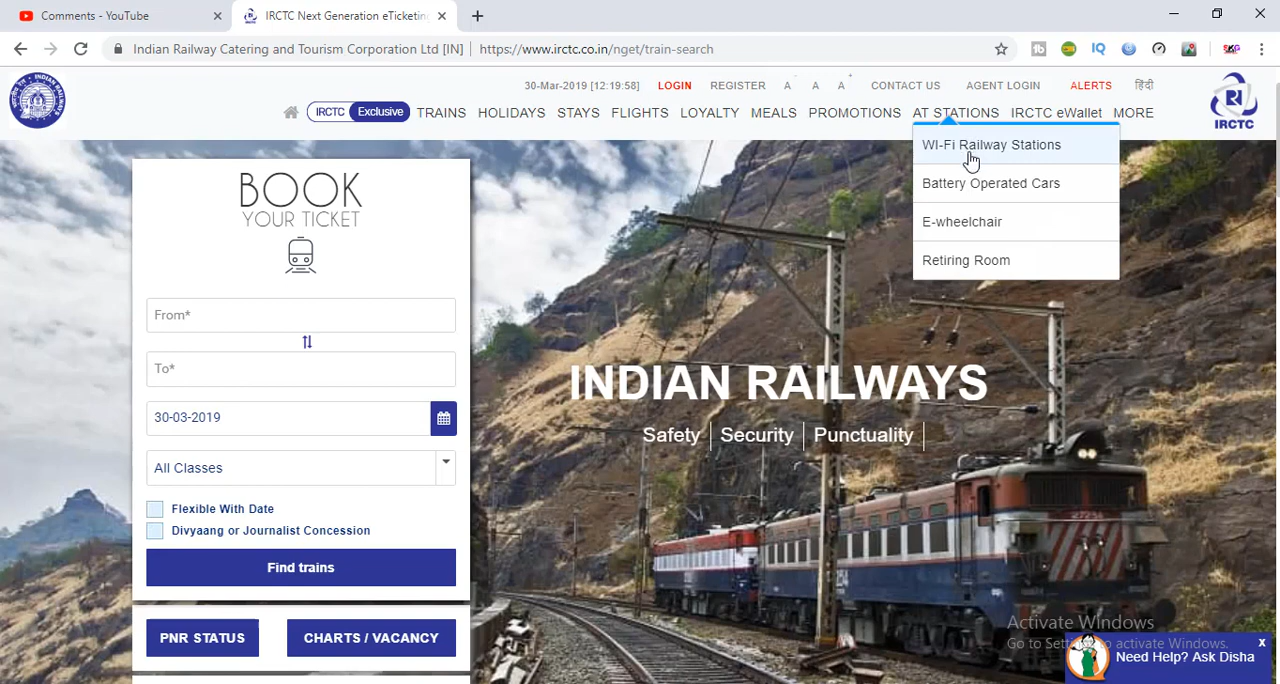 Comments - YouTube
IRCTC Next Generation eTicketing
Indian Railway Catering and Tourism Corporation Ltd [IN] | https://www.irctc.co.in/nget/train-search
IQ
SKG
30-Mar-2019 [12:19:58] LOGIN REGISTER A- A A+ CONTACT US AGENT LOGIN ALERTS हिंदी
IRCTC Exclusive TRAINS HOLIDAYS STAYS FLIGHTS LOYALTY MEALS PROMOTIONS AT STATIONS IRCTC eWallet MORE
IRCTC
WI-Fi Railway Stations
Battery Operated Cars
E-wheelchair
Retiring Room
BOOK
YOUR TICKET
From*
To*
30-03-2019
All Classes
Flexible With Date
Divyaang or Journalist Concession
Find trains
PNR STATUS CHARTS / VACANCY
INDIAN RAILWAYS
Safety | Security | Punctuality |
Activate Windows
Go to Settings to activate Windows.
Need Help? Ask Disha
x